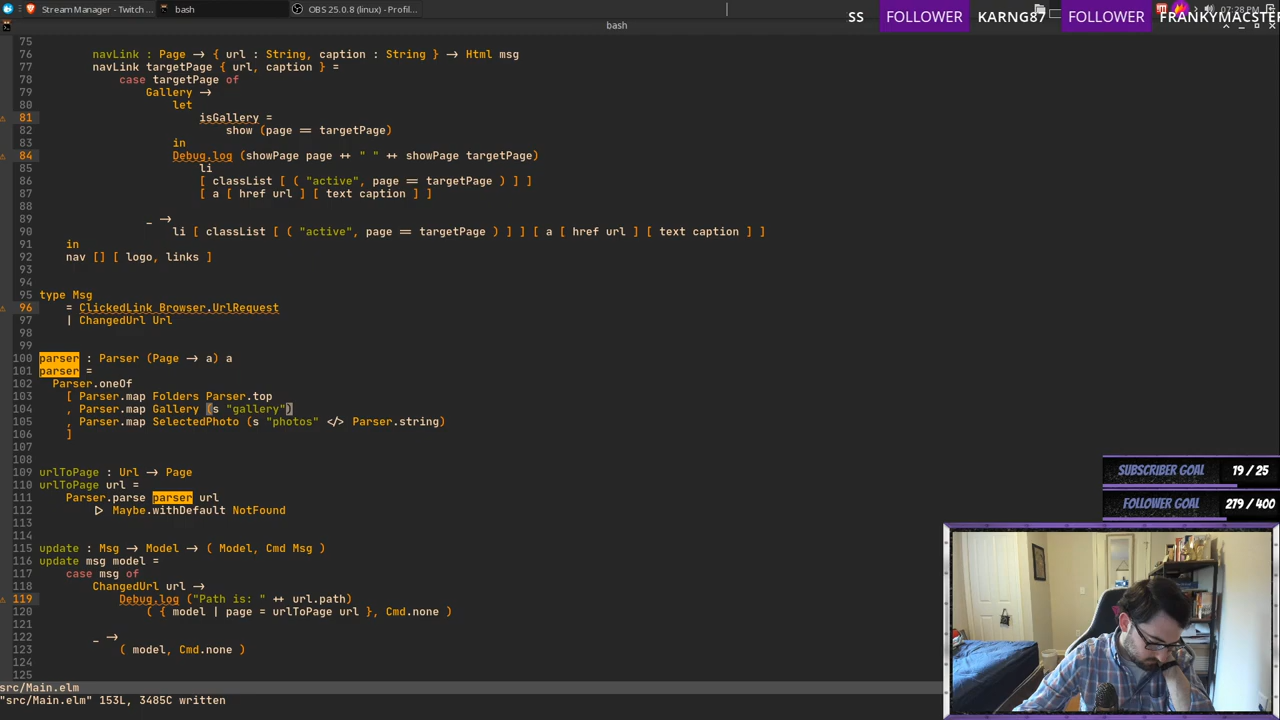 Stream Manager - Twitch
bash
OBS 25.0.8 (linux) - Profil...
07:28 PM
bash
SS FOLLOWER KARNG87 FOLLOWER FRANKYMACSTE
75
76 navLink : Page -> { url : String, caption : String } -> Html msg
77 navLink targetPage { url, caption } =
78 case targetPage of
79 Gallery ->
80 let
81 isGallery =
82 show (page == targetPage)
83 in
84 Debug.log (showPage page ++ " " ++ showPage targetPage)
85 li
86 [ classList [ ( "active", page == targetPage ) ] ]
87 [ a [ href url ] [ text caption ] ]
88
89 _ ->
90 li [ classList [ ( "active", page == targetPage ) ] ] [ a [ href url ] [ text caption ] ]
91 in
92 nav [] [ logo, links ]
93
94
95 type Msg
96 = ClickedLink Browser.UrlRequest
97 | ChangedUrl Url
98
99
100 parser : Parser (Page -> a) a
101 parser =
102 Parser.oneOf
103 [ Parser.map Folders Parser.top
104 , Parser.map Gallery (s "gallery")
105 , Parser.map SelectedPhoto (s "photos" </> Parser.string)
106 ]
107
108
109 urlToPage : Url -> Page
110 urlToPage url =
111 Parser.parse parser url
112 |> Maybe.withDefault NotFound
113
114
115 update : Msg -> Model -> ( Model, Cmd Msg )
116 update msg model =
117 case msg of
118 ChangedUrl url ->
119 Debug.log ("Path is: " ++ url.path)
120 ( { model | page = urlToPage url }, Cmd.none )
121
122 _ ->
123 ( model, Cmd.none )
124
125
src/Main.elm
"src/Main.elm" 153L, 3485C written
SUBSCRIBER GOAL 19 / 25
FOLLOWER GOAL 279 / 400